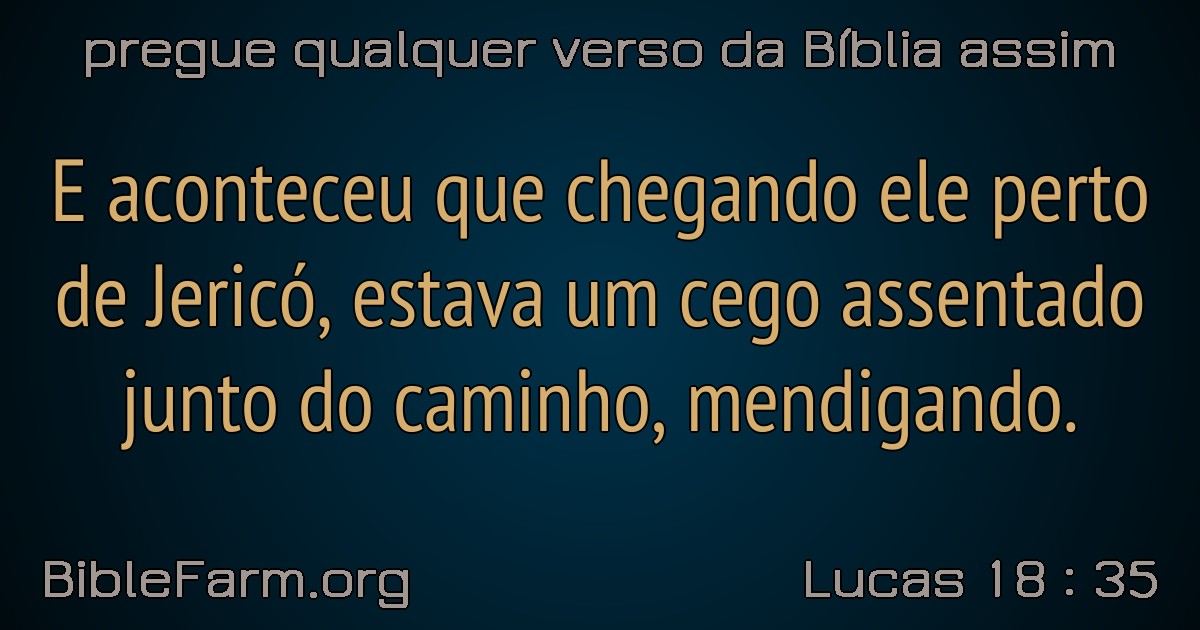 pregue qualquer verso da Bíblia assim
E aconteceu que chegando ele perto
de Jericó, estava um cego assentado
junto do caminho, mendigando.
BibleFarm.org
Lucas 18 : 35